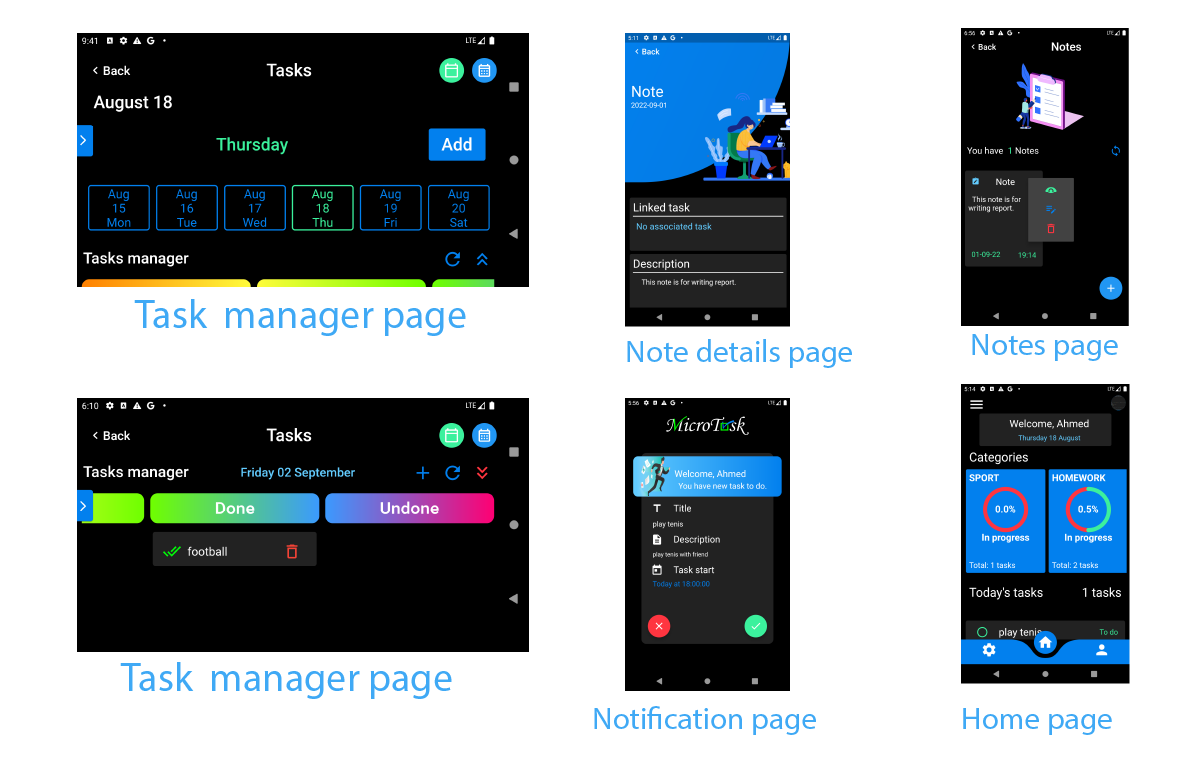 9:41
LTE
Back
Tasks
August 18
Thursday
Add
Aug
15
Mon
Aug
16
Tue
Aug
17
Wed
Aug
18
Thu
Aug
19
Fri
Aug
20
Sat
Tasks manager
Task manager page
5:11
LTE
Back
Note
2022-09-01
Linked task
No associated task
Description
This note is for writing report.
Note details page
6:56
LTE
Back
Notes
You have 1 Notes
Note
This note is for
writing report.
01-09-22 19:14
Notes page
6:10
LTE
Back
Tasks
Tasks manager
Friday 02 September
Done
Undone
football
Task manager page
5:56
LTE
MicroTask
Welcome, Ahmed
You have new task to do.
Title
play tenis
Description
play tenis with friend
Task start
Today at 18:00:00
Notification page
5:14
LTE
Welcome, Ahmed
Thursday 18 August
Categories
SPORT
0.0%
In progress
Total: 1 tasks
HOMEWORK
0.5%
In progress
Total: 2 tasks
Today's tasks
1 tasks
play tenis
To do
Home page